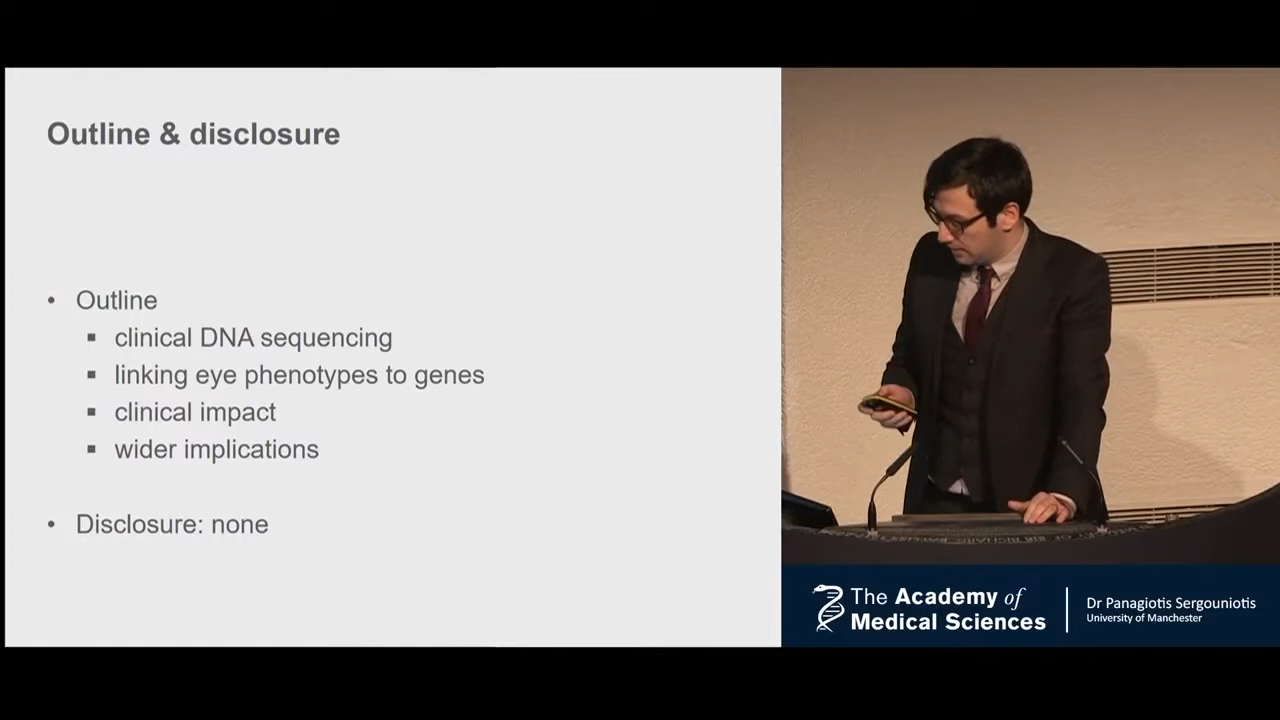 Outline & disclosure
• Outline
▪ clinical DNA sequencing
▪ linking eye phenotypes to genes
▪ clinical impact
▪ wider implications
• Disclosure: none
The Academy of
Medical Sciences
Dr Panagiotis Sergouniotis
University of Manchester